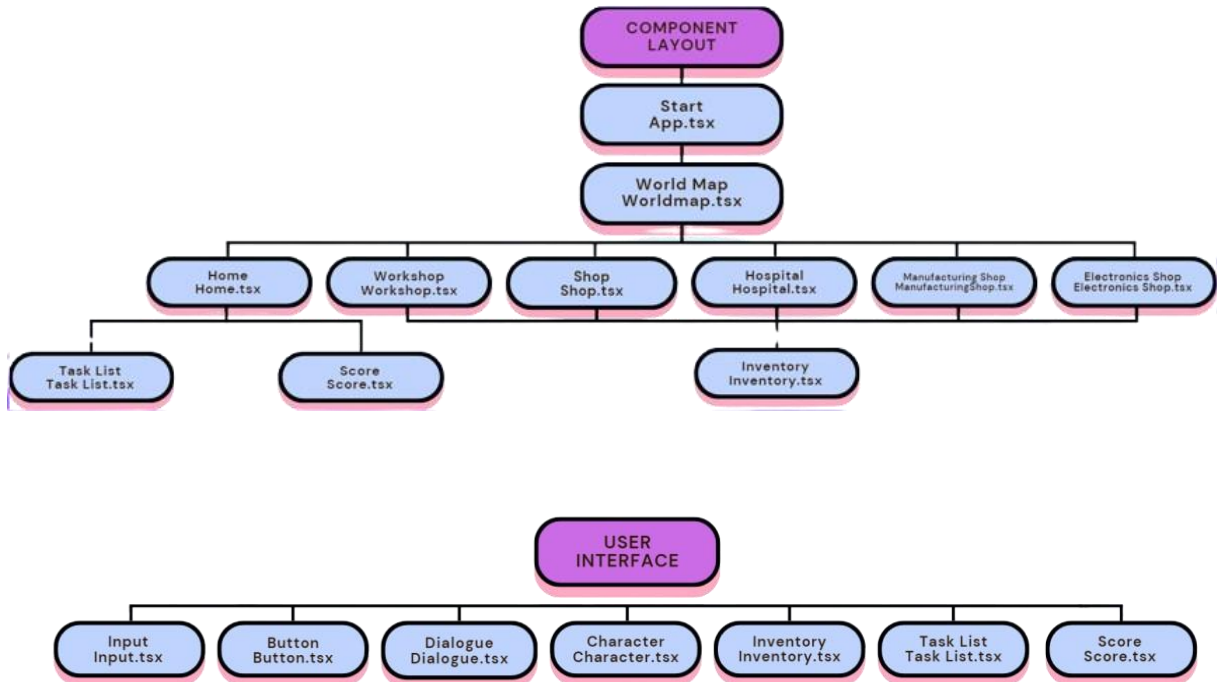 COMPONENT
LAYOUT
Start
App.tsx
World Map
Worldmap.tsx
Home
Home.tsx
Workshop
Workshop.tsx
Shop
Shop.tsx
Hospital
Hospital.tsx
Manufacturing Shop
ManufacturingShop.tsx
Electronics Shop
Electronics Shop.tsx
Task List
Task List.tsx
Score
Score.tsx
Inventory
Inventory.tsx
USER
INTERFACE
Input
Input.tsx
Button
Button.tsx
Dialogue
Dialogue.tsx
Character
Character.tsx
Inventory
Inventory.tsx
Task List
Task List.tsx
Score
Score.tsx